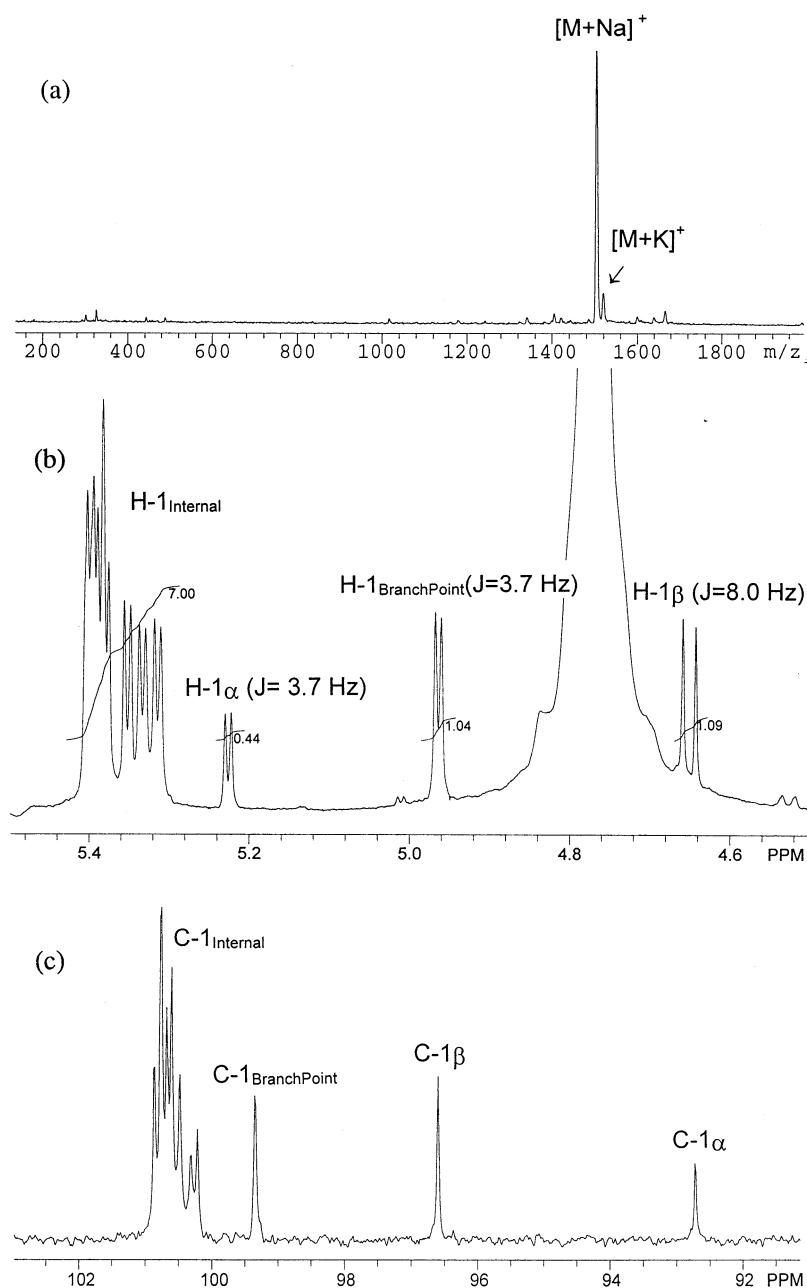 [M+Na]⁺
(a)
[M+K]⁺
200 400 600 800 1000 1200 1400 1600 1800 m/z
(b)
H-1Internal
7.00
H-1BranchPoint(J=3.7 Hz)
H-1β (J=8.0 Hz)
H-1α (J= 3.7 Hz)
0.44
1.04
1.09
5.4 5.2 5.0 4.8 4.6 PPM
(c)
C-1Internal
C-1BranchPoint
C-1β
C-1α
102 100 98 96 94 92 PPM